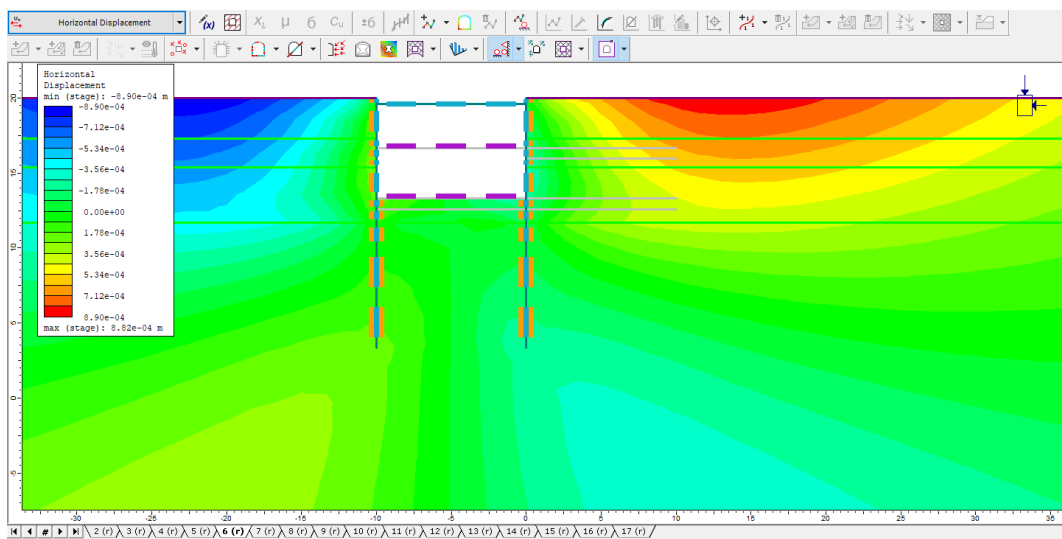 Horizontal Displacement
Horizontal
Displacement
min (stage): -8.90e-04 m
-8.90e-04
-7.12e-04
-5.34e-04
-3.56e-04
-1.78e-04
0.00e+00
1.78e-04
3.56e-04
5.34e-04
7.12e-04
8.90e-04
max (stage): 8.82e-04 m
20
15
10
5
0
-5
-30 -25 -20 -15 -10 -5 0 5 10 15 20 25 30 35
2 (r) 3 (r) 4 (r) 5 (r) 6 (r) 7 (r) 8 (r) 9 (r) 10 (r) 11 (r) 12 (r) 13 (r) 14 (r) 15 (r) 16 (r) 17 (r)